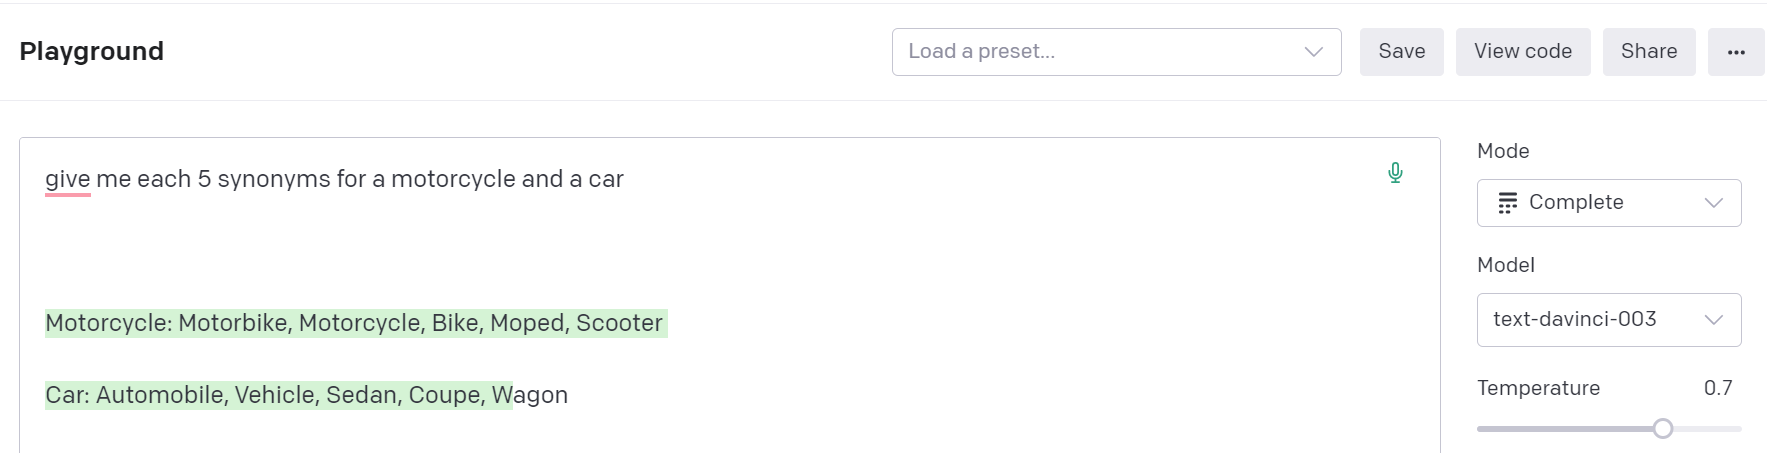 Playground
Load a preset...
Save
View code
Share
give me each 5 synonyms for a motorcycle and a car
Motorcycle: Motorbike, Motorcycle, Bike, Moped, Scooter
Car: Automobile, Vehicle, Sedan, Coupe, Wagon
Mode
Complete
Model
text-davinci-003
Temperature 0.7